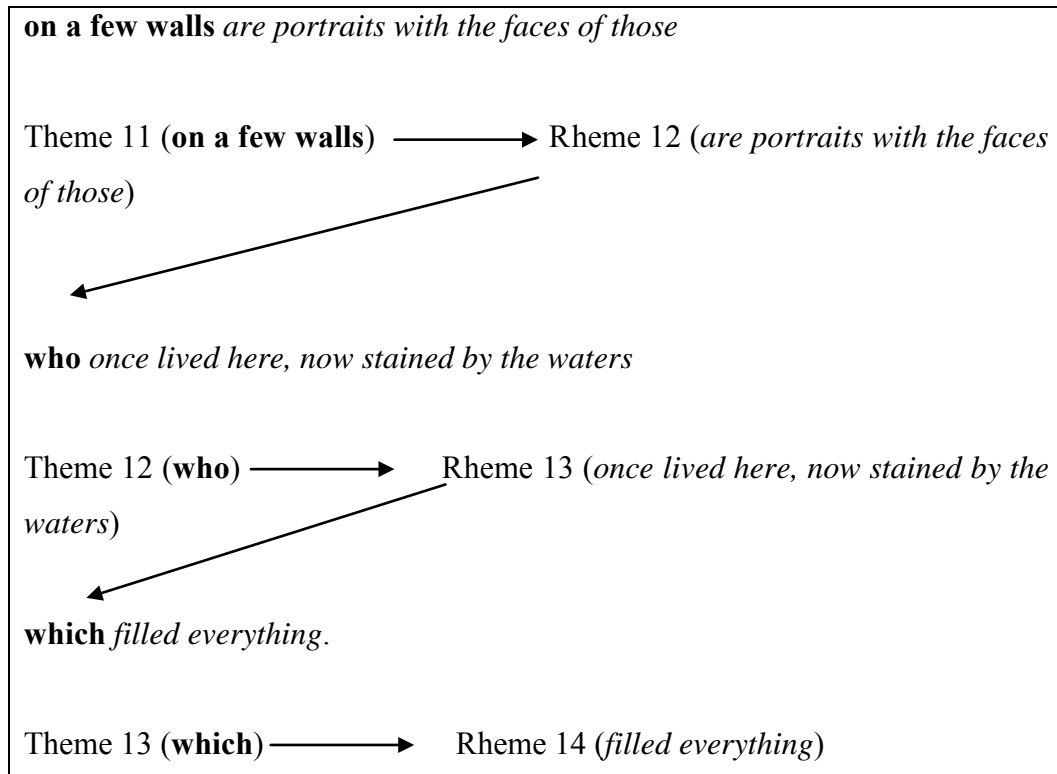 on a few walls are portraits with the faces of those
Theme 11 (on a few walls) Rheme 12 (are portraits with the faces
of those)
who once lived here, now stained by the waters
Theme 12 (who) Rheme 13 (once lived here, now stained by the
waters)
which filled everything.
Theme 13 (which) Rheme 14 (filled everything)